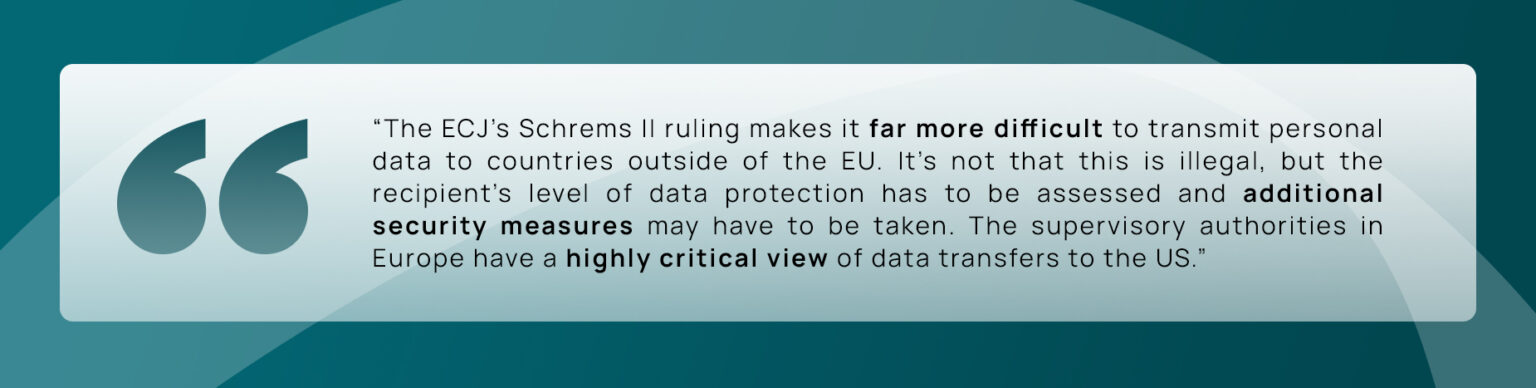 “The ECJ’s Schrems II ruling makes it far more difficult to transmit personal
data to countries outside of the EU. It’s not that this is illegal, but the
recipient’s level of data protection has to be assessed and additional
security measures may have to be taken. The supervisory authorities in
Europe have a highly critical view of data transfers to the US.”